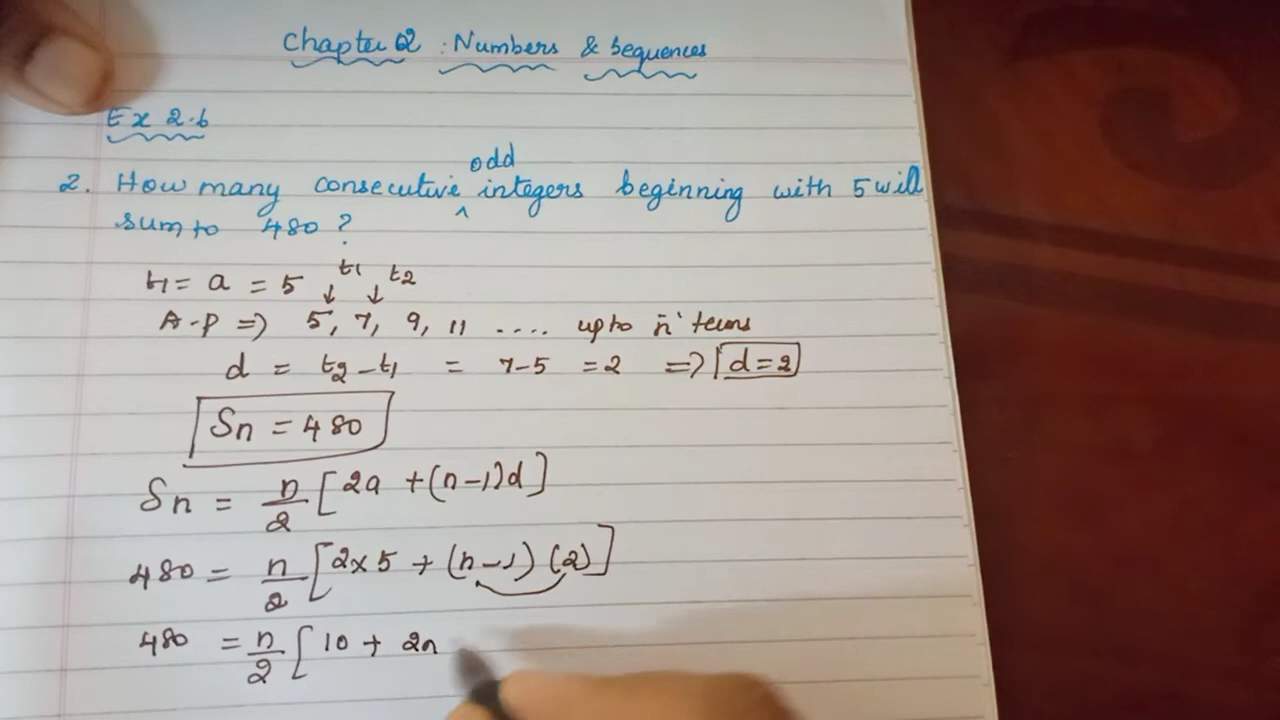 Chapter 2 : Numbers & Sequences
Ex 2.6
odd
2. How many consecutive ^ integers beginning with 5 will
sum to 480 ?
t1 = a = 5 t1 t2
↓ ↓
A.P => 5, 7, 9, 11 .... upto 'n' terms
d = t2 - t1 = 7-5 = 2 => d = 2
Sn = 480
Sn = n/2 [2a + (n-1)d]
480 = n/2 [2x5 + (n-1) (2)]
480 = n/2 [10 + 2n